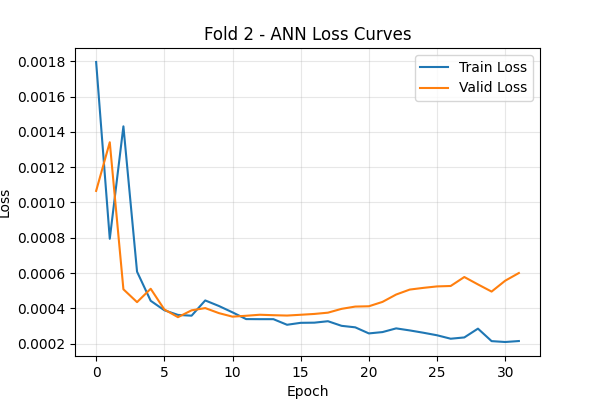 Fold 2 - ANN Loss Curves
Train Loss
Valid Loss
Loss
0.0018
0.0016
0.0014
0.0012
0.0010
0.0008
0.0006
0.0004
0.0002
0 5 10 15 20 25 30
Epoch